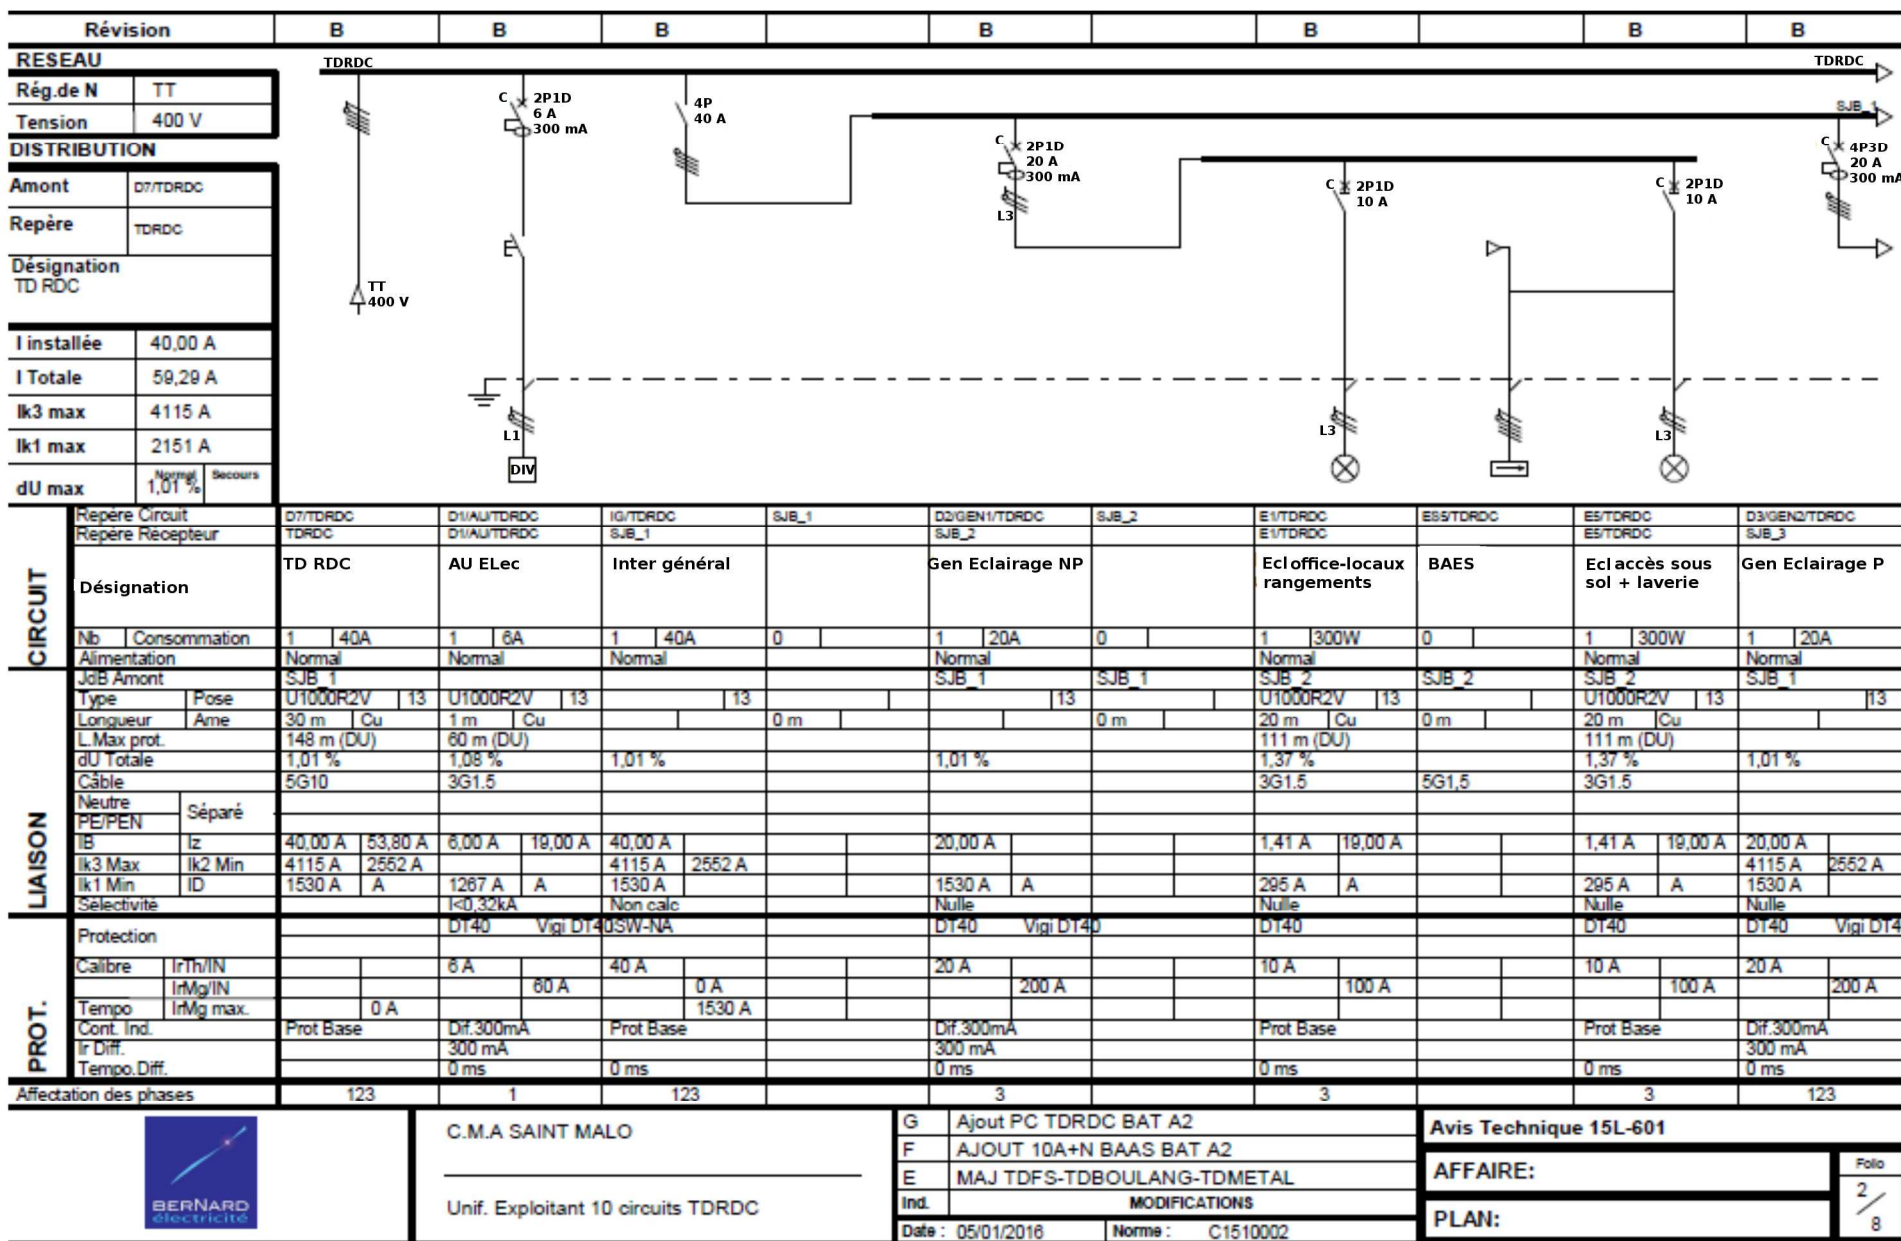 Révision B B B B B B B
RESEAU
Rég.de N TT
Tension 400 V
DISTRIBUTION
Amont D7/TDRDC
Repère TDRDC
Désignation
TD RDC
I installée 40,00 A
I Totale 59,29 A
Ik3 max 4115 A
Ik1 max 2151 A
dU max Normal 1,01 % Secours
TDRDC TDRDC
SJB_1
TT
400 V
C 2P1D
6 A
300 mA
L1
DIV
4P
40 A
C 2P1D
20 A
300 mA
L3
C 2P1D
10 A
L3
C 2P1D
10 A
L3
C 4P3D
20 A
300 mA
CIRCUIT
Repère Circuit D7/TDRDC D1/AU/TDRDC IG/TDRDC SJB_1 D2/GEN1/TDRDC SJB_2 E1/TDRDC ES5/TDRDC E5/TDRDC D3/GEN2/TDRDC
Repère Récepteur TDRDC D1/AU/TDRDC SJB_1 SJB_2 E1/TDRDC E5/TDRDC SJB_3
Désignation TD RDC AU ELec Inter général Gen Eclairage NP Ecl office-locaux rangements BAES Ecl accès sous sol + laverie Gen Eclairage P
Nb Consommation 1 40A 1 6A 1 40A 0 1 20A 0 1 300W 0 1 300W 1 20A
Alimentation Normal Normal Normal Normal Normal Normal Normal
LIAISON
JdB Amont SJB_1 SJB_1 SJB_1 SJB_2 SJB_2 SJB_2 SJB_1
Type Pose U1000R2V 13 U1000R2V 13 13 13 U1000R2V 13 U1000R2V 13 13
Longueur Ame 30 m Cu 1 m Cu 0 m 0 m 20 m Cu 0 m 20 m Cu
L.Max prot. 148 m (DU) 60 m (DU) 111 m (DU) 111 m (DU)
dU Totale 1,01 % 1,08 % 1,01 % 1,01 % 1,37 % 1,37 % 1,01 %
Câble 5G10 3G1.5 3G1.5 5G1,5 3G1.5
Neutre Séparé
PE/PEN
IB Iz 40,00 A 53,80 A 6,00 A 19,00 A 40,00 A 20,00 A 1,41 A 19,00 A 1,41 A 19,00 A 20,00 A
Ik3 Max Ik2 Min 4115 A 2552 A 4115 A 2552 A 4115 A 2552 A
Ik1 Min ID 1530 A A 1267 A A 1530 A 1530 A A 295 A A 295 A A 1530 A
Sélectivité I<0,32kA Non calc Nulle Nulle Nulle Nulle
PROT.
Protection DT40 Vigi DT40 SW-NA DT40 Vigi DT40 DT40 DT40 DT40 Vigi DT4
Calibre IrTh/IN 6 A 40 A 20 A 10 A 10 A 20 A
IrMg/IN 60 A 0 A 200 A 100 A 100 A 200 A
Tempo IrMg max. 0 A 1530 A
Cont. Ind. Prot Base Dif.300mA Prot Base Dif.300mA Prot Base Prot Base Dif.300mA
Ir Diff. 300 mA 300 mA 300 mA
Tempo.Diff. 0 ms 0 ms 0 ms 0 ms 0 ms 0 ms
Affectation des phases 123 1 123 3 3 3 123
BERNARD
électricité
C.M.A SAINT MALO
Unif. Exploitant 10 circuits TDRDC
G Ajout PC TDRDC BAT A2
F AJOUT 10A+N BAAS BAT A2
E MAJ TDFS-TDBOULANG-TDMETAL
Ind. MODIFICATIONS
Date : 05/01/2016 Norme : C1510002
Avis Technique 15L-601
AFFAIRE:
PLAN:
Folio
2/8